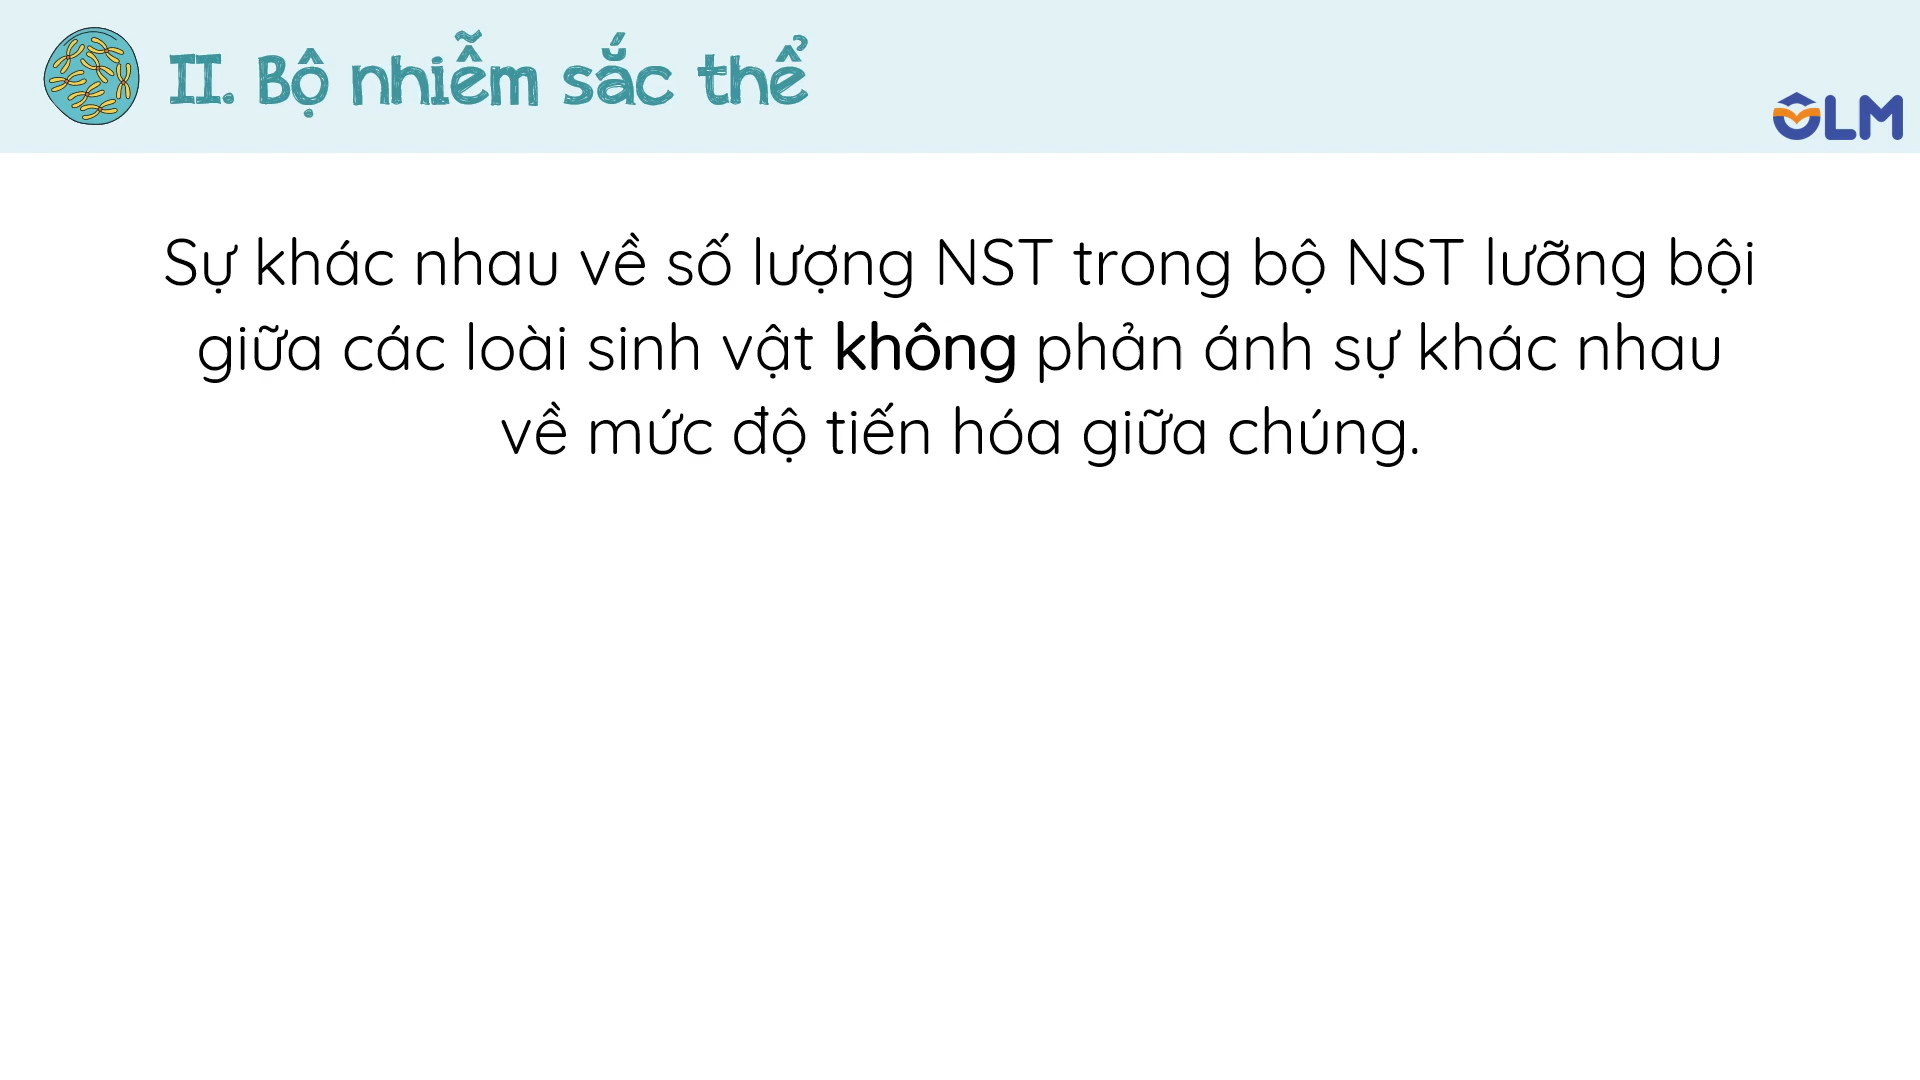 II. Bộ nhiễm sắc thể
OLM
Sự khác nhau về số lượng NST trong bộ NST lưỡng bội
giữa các loài sinh vật không phản ánh sự khác nhau
về mức độ tiến hóa giữa chúng.